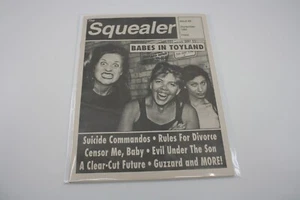 The
Squealer
BABES IN TOYLAND
Suicide Commandos • Rules For Divorce
Censor Me, Baby • Evil Under The Son
A Clear-Cut Future • Guzzard and MORE!